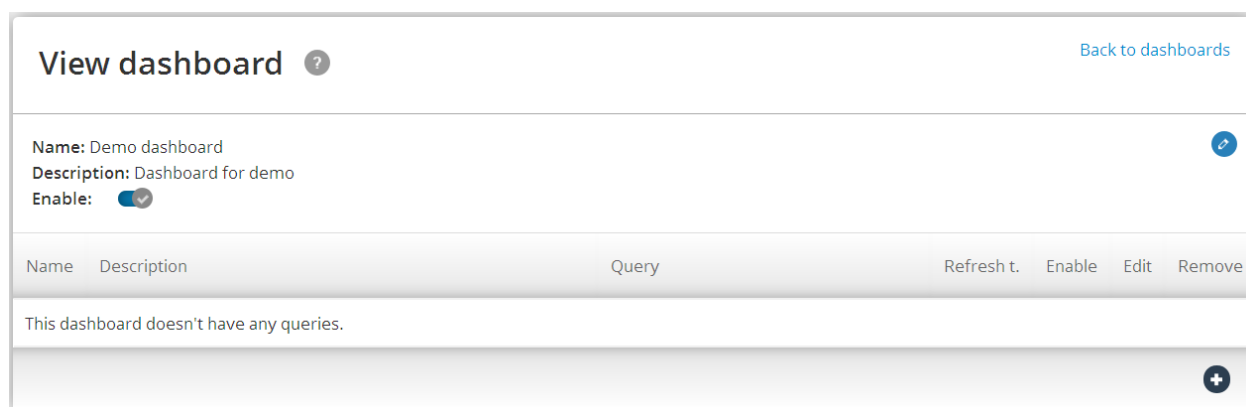 View dashboard ?
Back to dashboards
Name: Demo dashboard
Description: Dashboard for demo
Enable:
Name Description Query Refresh t. Enable Edit Remove
This dashboard doesn't have any queries.